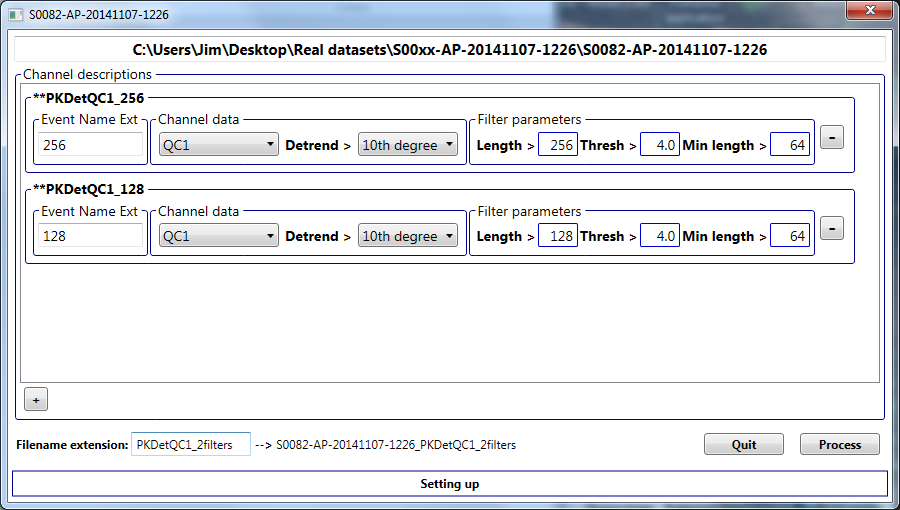 S0082-AP-20141107-1226
C:\Users\Jim\Desktop\Real datasets\S00xx-AP-20141107-1226\S0082-AP-20141107-1226
Channel descriptions
**PKDetQC1_256
Event Name Ext Channel data Filter parameters
256 QC1 Detrend > 10th degree Length > 256 Thresh > 4.0 Min length > 64 -
**PKDetQC1_128
Event Name Ext Channel data Filter parameters
128 QC1 Detrend > 10th degree Length > 128 Thresh > 4.0 Min length > 64 -
+
Filename extension: PKDetQC1_2filters --> S0082-AP-20141107-1226_PKDetQC1_2filters Quit Process
Setting up